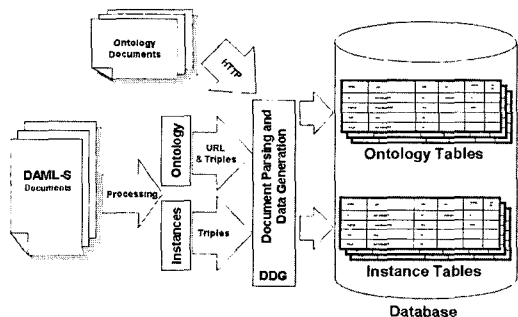 Ontology
Documents
HTTP
DAML-S
Documents
Processing
Ontology
Instances
URL
& Triples
Triples
Document Parsing and
Data Generation
DDG
Ontology Tables
Instance Tables
Database